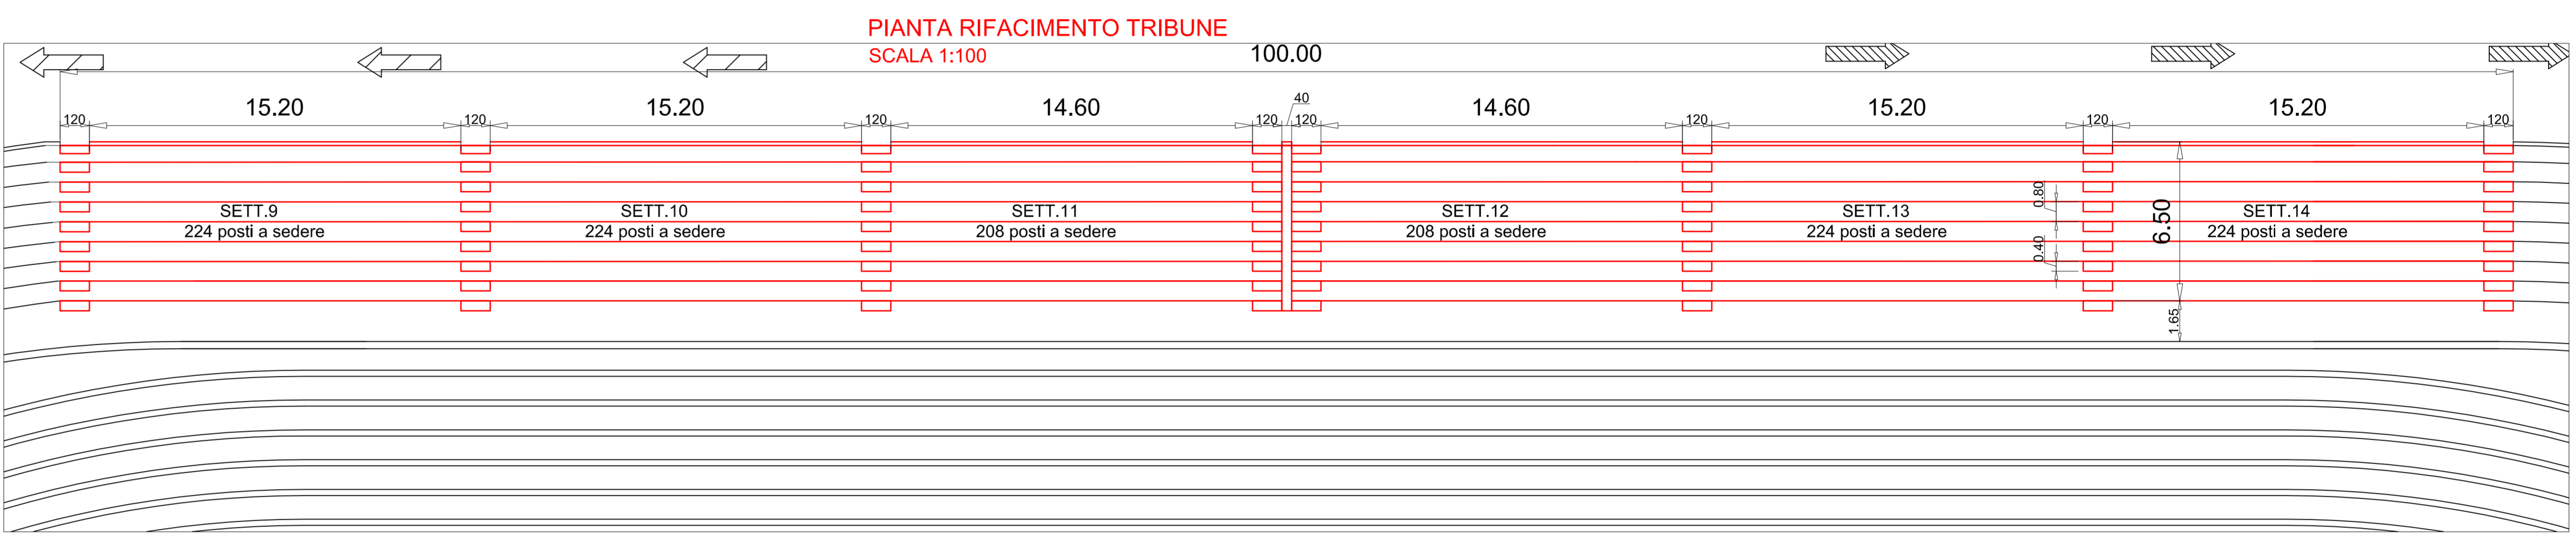 PIANTA RIFACIMENTO TRIBUNE
SCALA 1:100
100.00
15.20
15.20
14.60
40
14.60
15.20
15.20
120
120
120
120
120
120
120
120
SETT.9
224 posti a sedere
SETT.10
224 posti a sedere
SETT.11
208 posti a sedere
SETT.12
208 posti a sedere
SETT.13
224 posti a sedere
0.80
0.40
6.50
1.65
SETT.14
224 posti a sedere